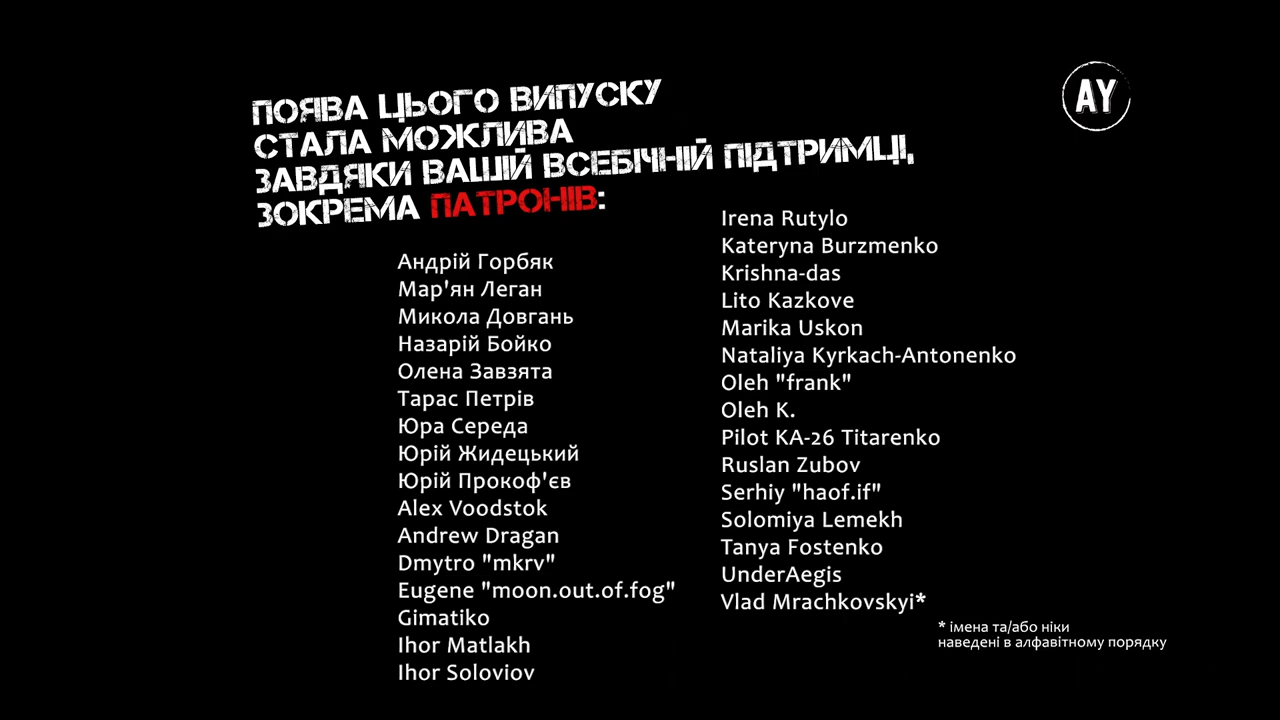 ПОЯВА ЦЬОГО ВИПУСКУ
СТАЛА МОЖЛИВА
ЗАВДЯКИ ВАШІЙ ВСЕБІЧНІЙ ПІДТРИМЦІ,
ЗОКРЕМА ПАТРОНІВ:
Андрій Горбяк
Мар'ян Леган
Микола Довгань
Назарій Бойко
Олена Завзята
Тарас Петрів
Юра Середа
Юрій Жидецький
Юрій Прокоф'єв
Alex Voodstok
Andrew Dragan
Dmytro "mkrv"
Eugene "moon.out.of.fog"
Gimatiko
Ihor Matlakh
Ihor Soloviov
Irena Rutylo
Kateryna Burzmenko
Krishna-das
Lito Kazkove
Marika Uskon
Nataliya Kyrkach-Antonenko
Oleh "frank"
Oleh K.
Pilot KA-26 Titarenko
Ruslan Zubov
Serhiy "haof.if"
Solomiya Lemekh
Tanya Fostenko
UnderAegis
Vlad Mrachkovskyi*
* імена та/або ніки
наведені в алфавітному порядку
АУ